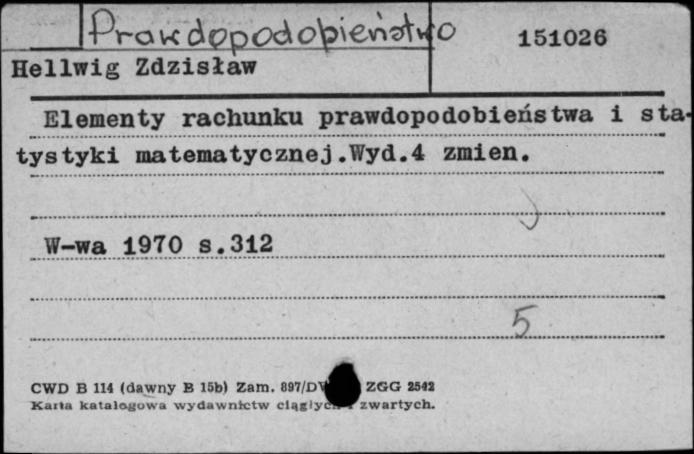 Prawdopodobieństwo
151026
Hellwig Zdzisław
Elementy rachunku prawdopodobieństwa i sta-
tystyki matematycznej.Wyd.4 zmien.
W-wa 1970 s.312
5
CWD B 114 (dawny B 15b) Zam. 897/D ZGG 2542
Karta katalogowa wydawnictw ciągłych i zwartych.